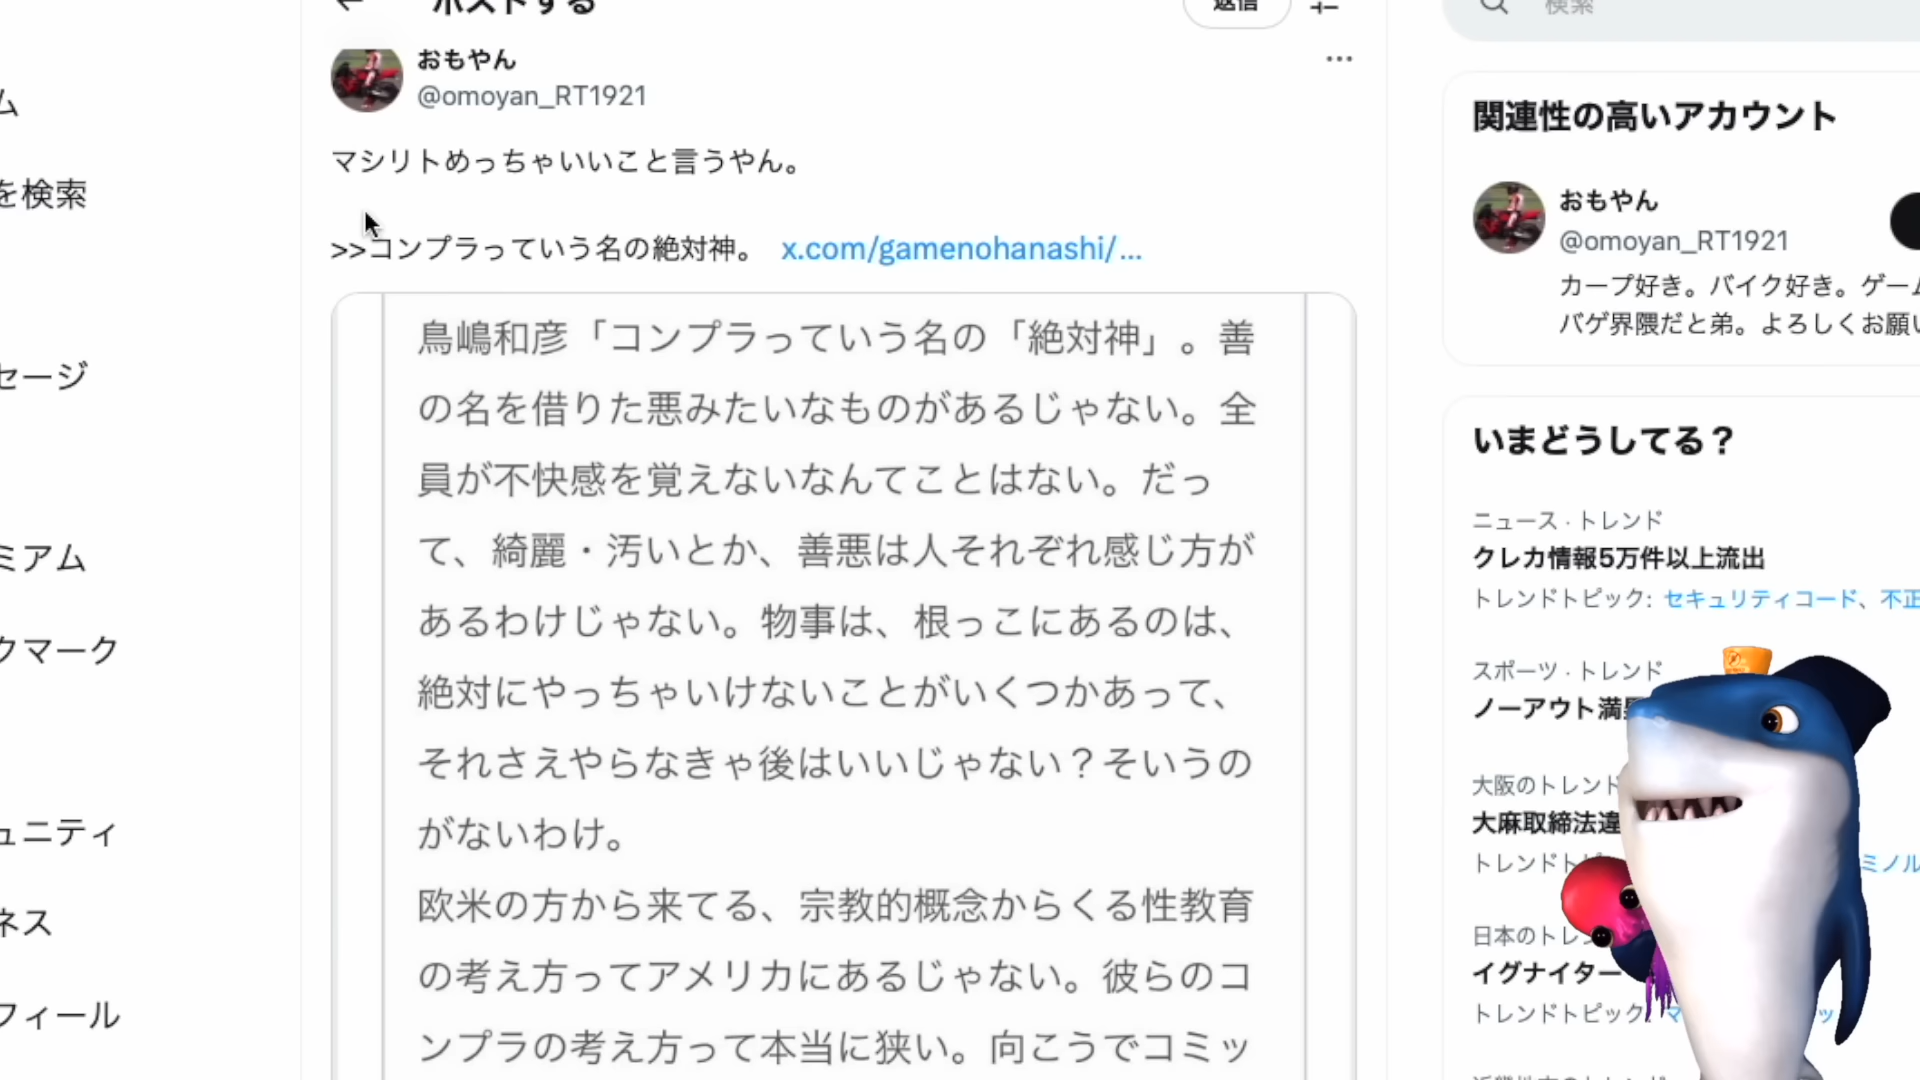 ポストする
返信
検索
ム
を検索
セージ
ミアム
クマーク
ュニティ
ネス
フィール
おもやん
@omoyan_RT1921
マシリトめっちゃいいこと言うやん。
>>コンプラっていう名の絶対神。 x.com/gamenohanashi/…
鳥嶋和彦「コンプラっていう名の「絶対神」。善
の名を借りた悪みたいなものがあるじゃない。全
員が不快感を覚えないなんてことはない。だっ
て、綺麗・汚いとか、善悪は人それぞれ感じ方が
あるわけじゃない。物事は、根っこにあるのは、
絶対にやっちゃいけないことがいくつかあって、
それさえやらなきゃ後はいいじゃない？そいうの
がないわけ。
欧米の方から来てる、宗教的概念からくる性教育
の考え方ってアメリカにあるじゃない。彼らのコ
ンプラの考え方って本当に狭い。向こうでコミッ
関連性の高いアカウント
おもやん
@omoyan_RT1921
カープ好き。バイク好き。ゲーム
バゲ界隈だと弟。よろしくお願い
いまどうしてる？
ニュース · トレンド
クレカ情報5万件以上流出
トレンドトピック: セキュリティコード、不正
スポーツ · トレンド
ノーアウト満
大阪のトレンド
大麻取締法違
トレンドト
ミノル
日本のトレ
イグナイター
トレンドトピック: マ
ッ